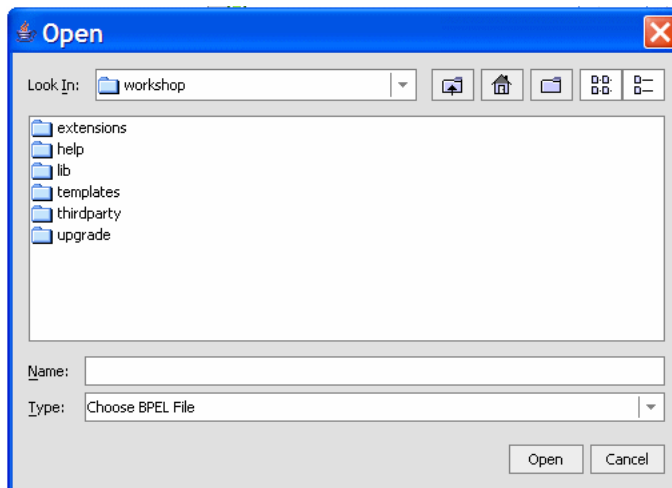 Open
Look In: workshop
extensions
help
lib
templates
thirdparty
upgrade
Name:
Type: Choose BPEL File
Open Cancel